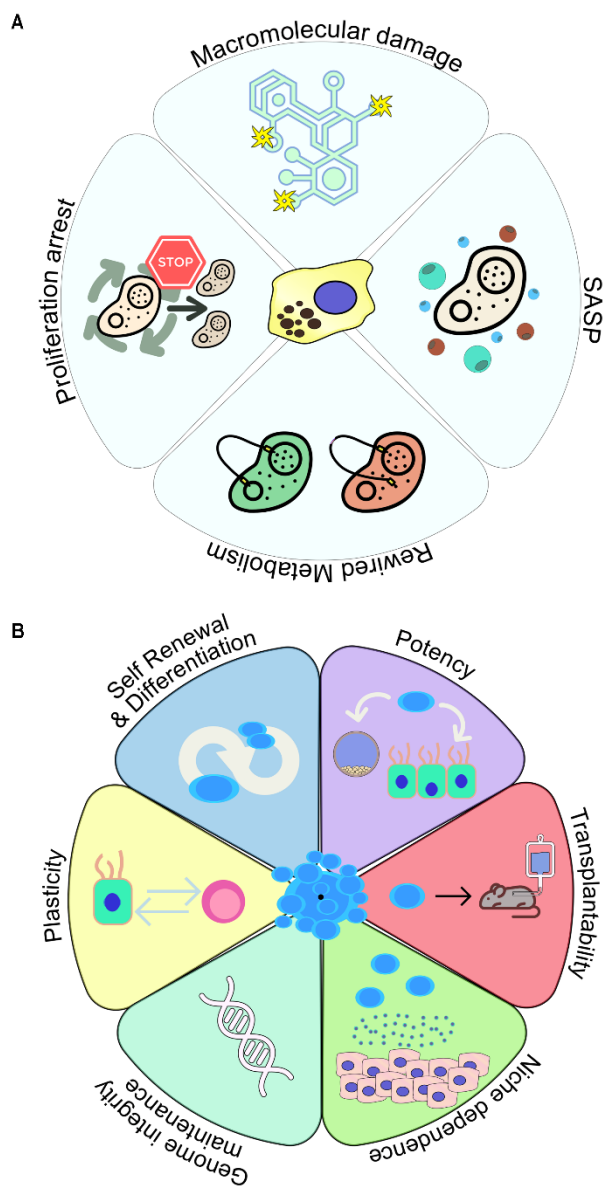 A
Macromolecular damage
Proliferation arrest
STOP
SASP
Rewired Metabolism
B
Self Renewal
& Differentiation
Potency
Plasticity
Transplantability
Genome integrity
maintenance
Niche dependence